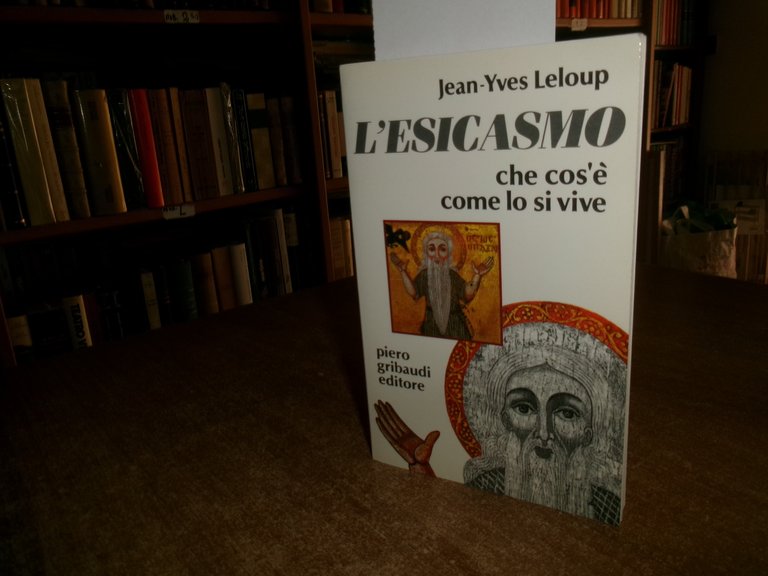 Jean-Yves Leloup
L'ESICASMO
che cos'è
come lo si vive
piero
gribaudi
editore